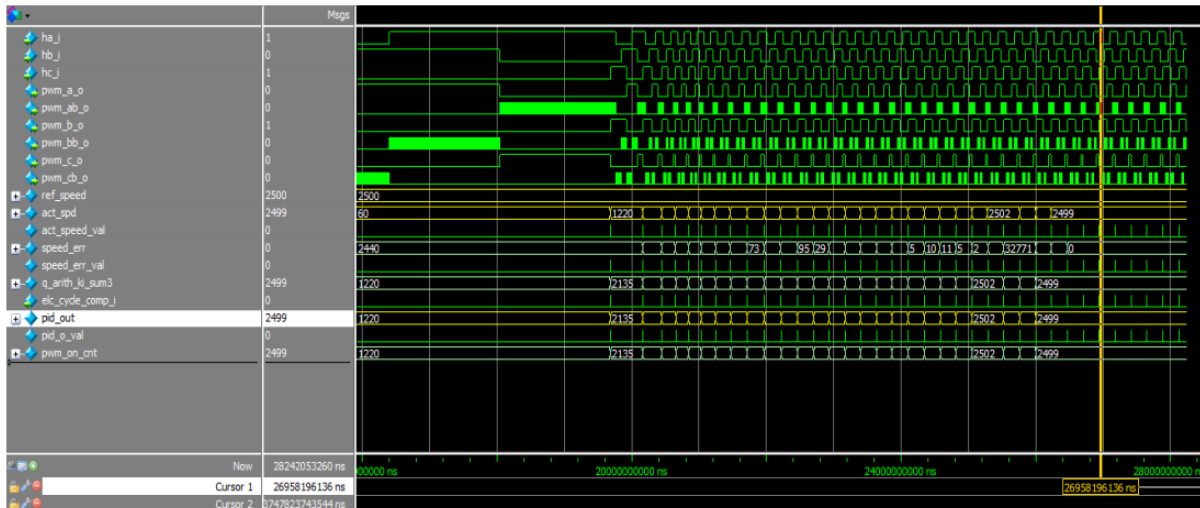 Msgs
ha_i 1
hb_i 0
hc_i 1
pwm_a_o 0
pwm_ab_o 0
pwm_b_o 1
pwm_bb_o 0
pwm_c_o 0
pwm_cb_o 0
ref_speed 2500 2500
act_spd 2499 60 1220 2502 2499
act_speed_val 0
speed_err 0 2440 73 95 29 5 10 11 5 2 32771 0
speed_err_val 0
q_arith_ki_sum3 2499 1220 2135 2502 2499
elc_cycle_comp_i 0
pid_out 2499 1220 2135 2502 2499
pid_o_val 0
pwm_on_cnt 2499 1220 2135 2502 2499
Now 28242053260 ns 00000 ns 20000000000 ns 24000000000 ns 28000000000 n
Cursor 1 26958196136 ns 26958196136 ns
Cursor 2 3747823743544 ns